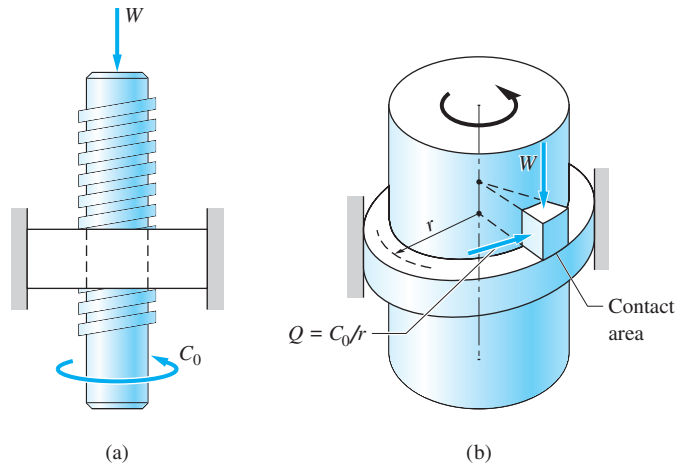 W
C₀
(a)
W
r
Q = C₀/r
Contact
area
(b)